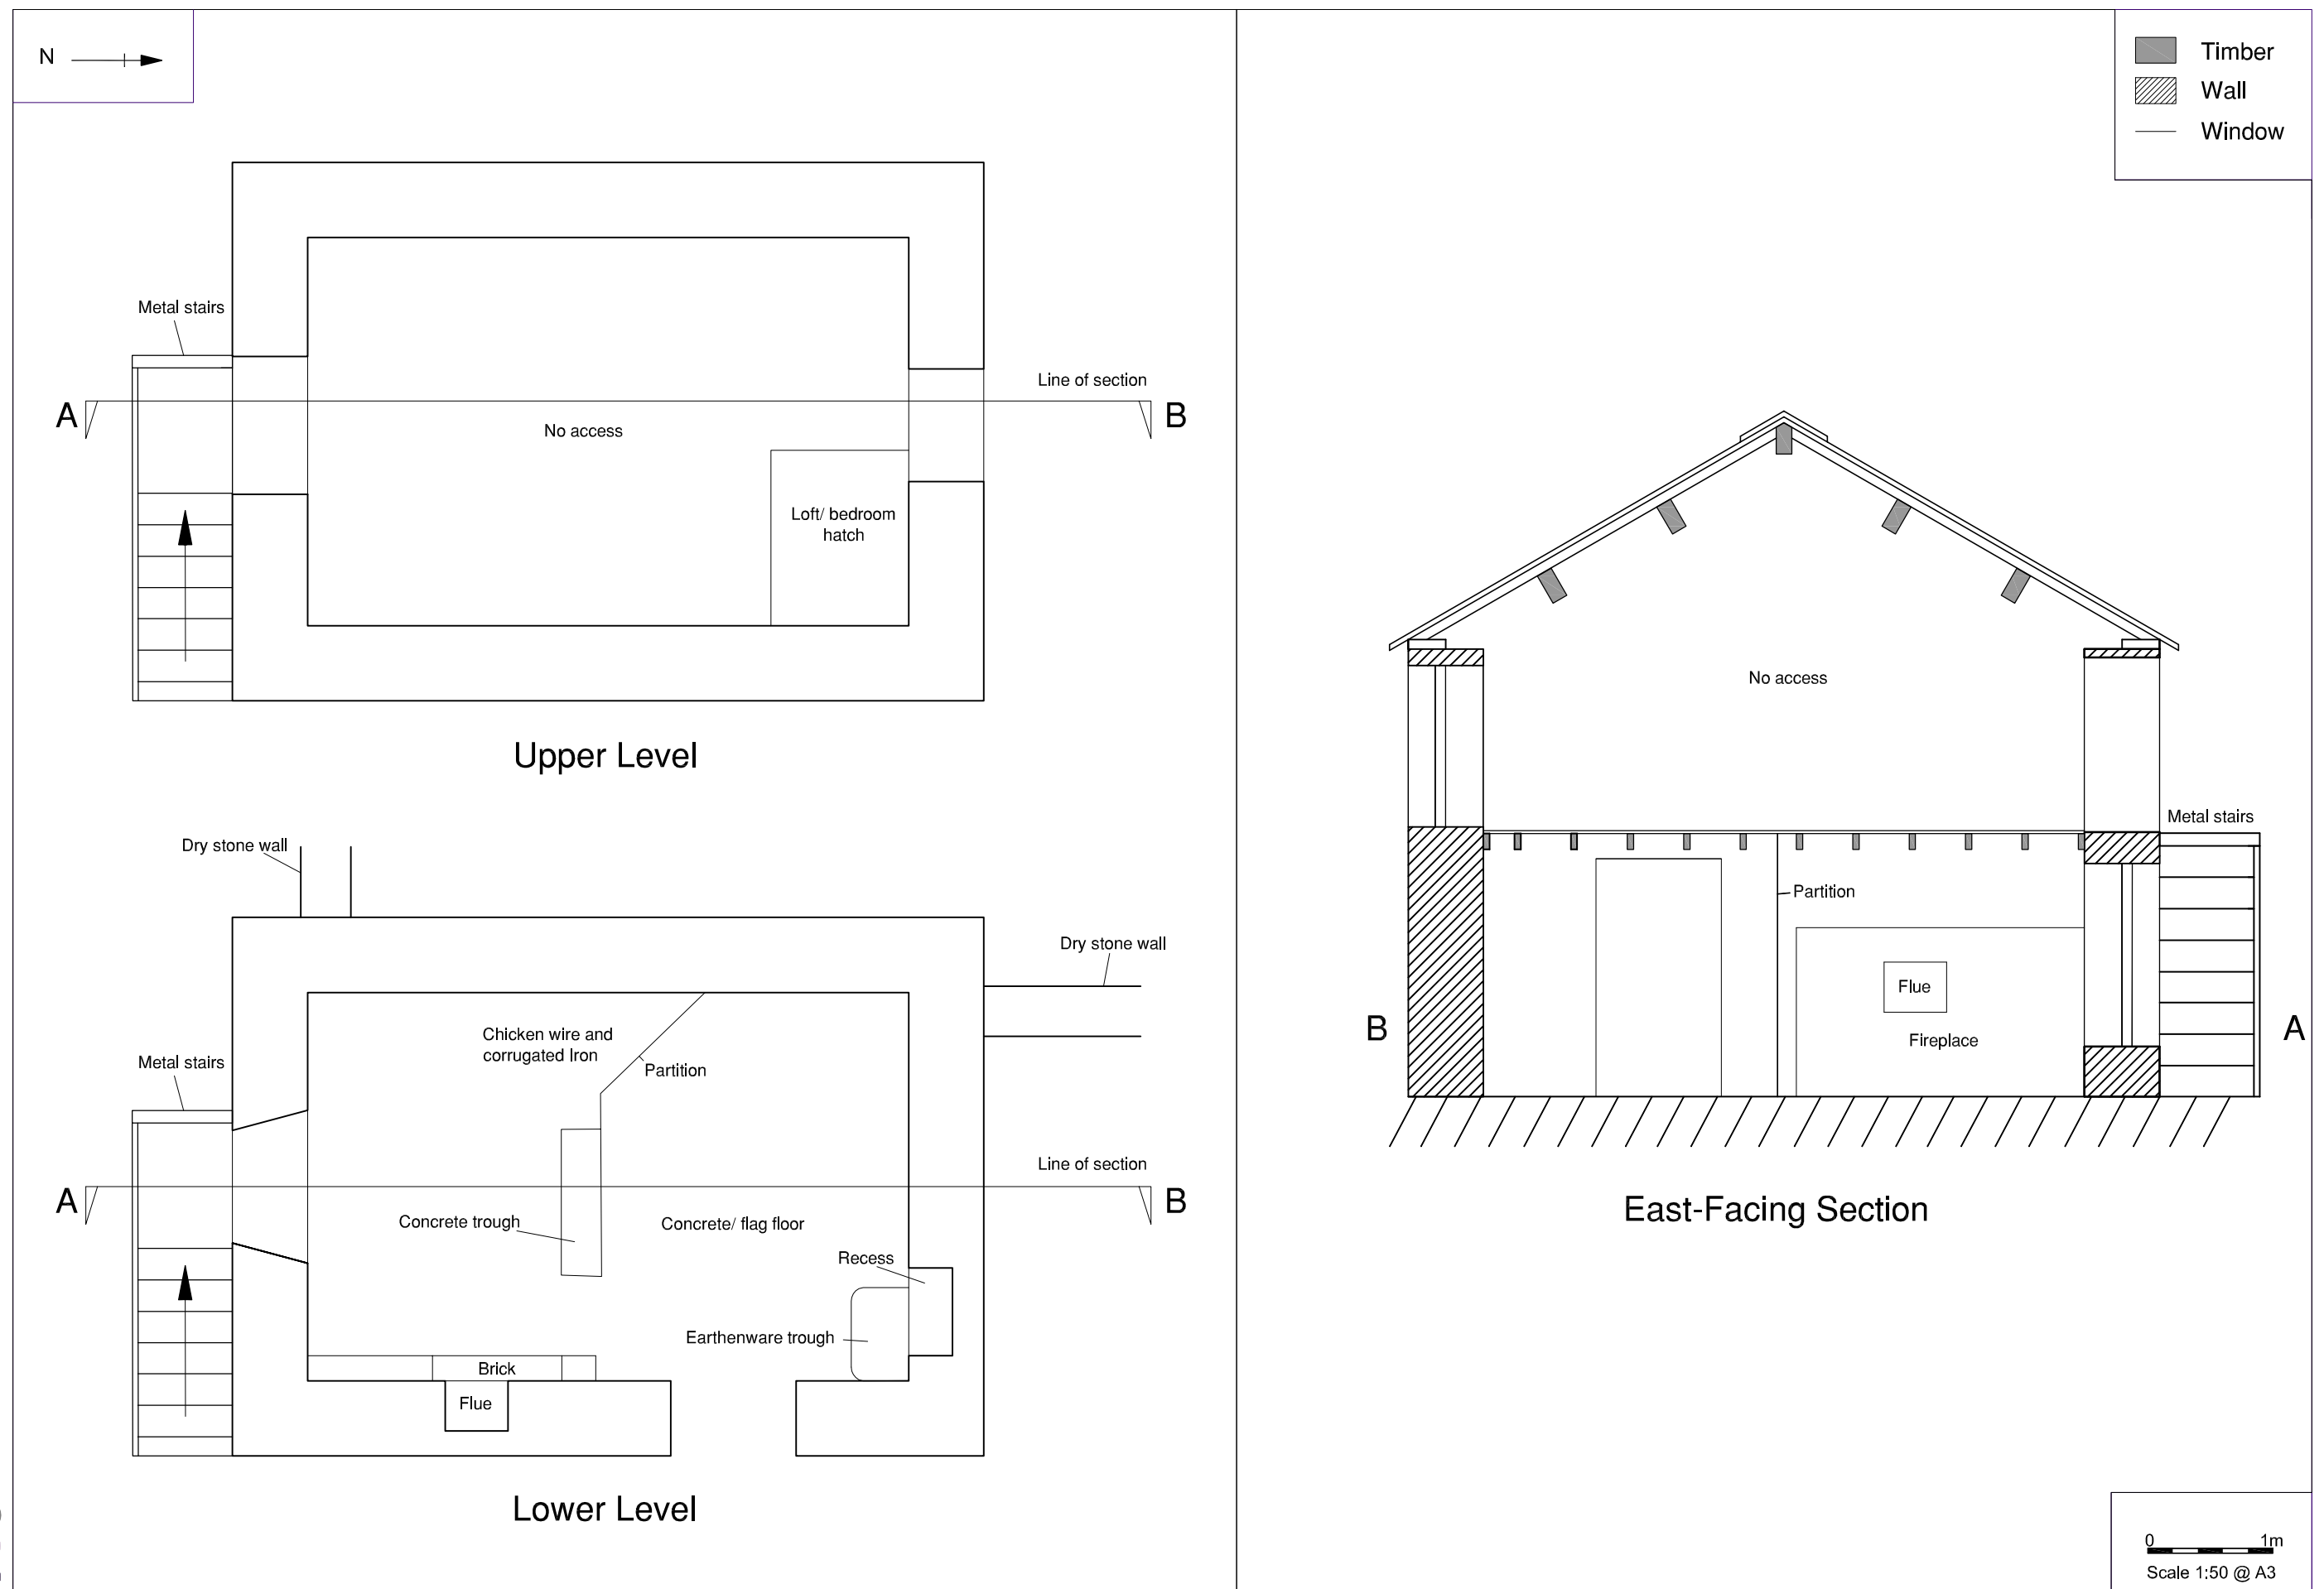 N
Timber
Wall
Window
Metal stairs
Line of section
A
B
No access
Loft/ bedroom
hatch
Upper Level
Dry stone wall
Dry stone wall
Chicken wire and
corrugated Iron
Partition
Metal stairs
Line of section
A
B
Concrete trough
Concrete/ flag floor
Recess
Earthenware trough
Brick
Flue
Lower Level
No access
Metal stairs
Partition
Flue
Fireplace
B
A
East-Facing Section
0 1m
Scale 1:50 @ A3